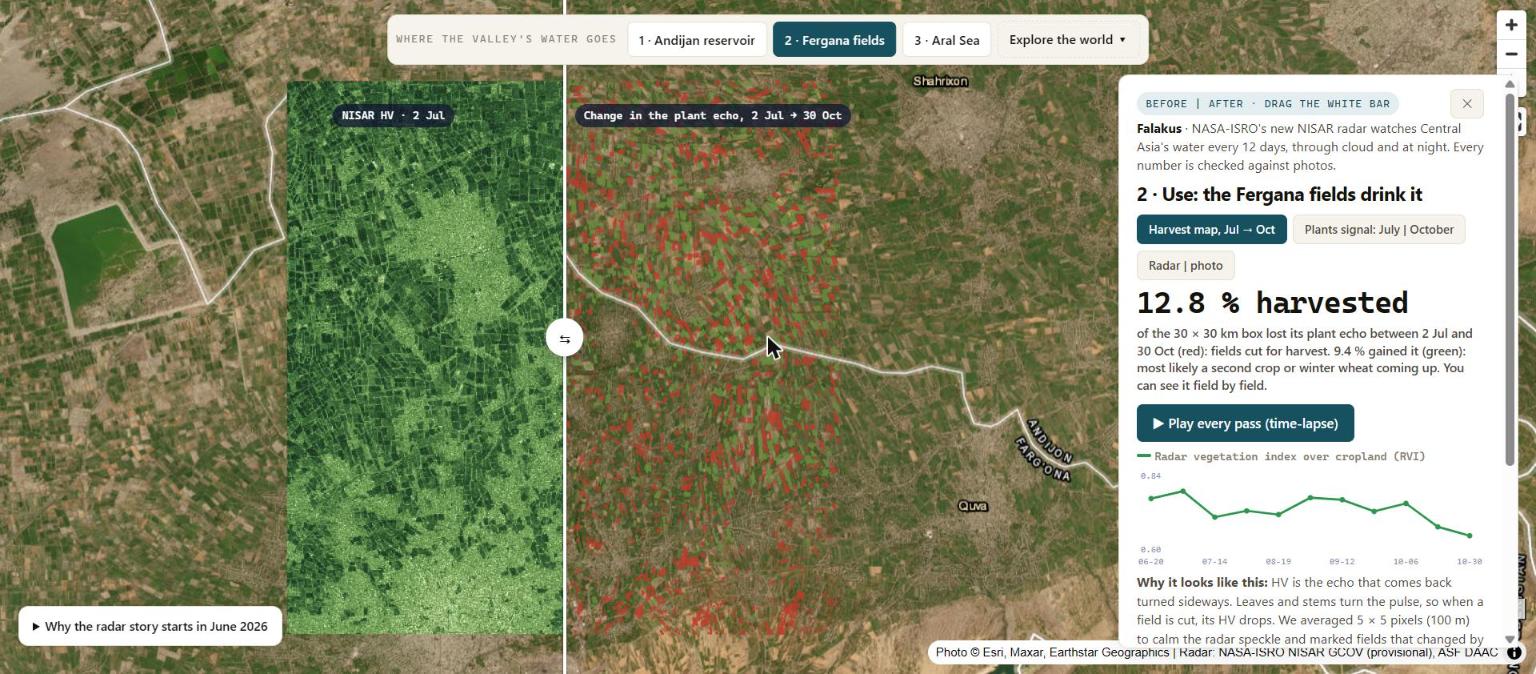 WHERE THE VALLEY'S WATER GOES
1 · Andijan reservoir
2 · Fergana fields
3 · Aral Sea
Explore the world ▾
+
−
NISAR HV · 2 Jul
Change in the plant echo, 2 Jul → 30 Oct
Shahrixon
ANDIJON
FARG'ONA
Quva
▶ Why the radar story starts in June 2026
BEFORE | AFTER · DRAG THE WHITE BAR
×
Falakus · NASA-ISRO's new NISAR radar watches Central
Asia's water every 12 days, through cloud and at night. Every
number is checked against photos.
2 · Use: the Fergana fields drink it
Harvest map, Jul → Oct
Plants signal: July | October
Radar | photo
12.8 % harvested
of the 30 × 30 km box lost its plant echo between 2 Jul and
30 Oct (red): fields cut for harvest. 9.4 % gained it (green):
most likely a second crop or winter wheat coming up. You
can see it field by field.
▶ Play every pass (time-lapse)
Radar vegetation index over cropland (RVI)
0.84
0.60
06-20 07-14 08-19 09-12 10-06 10-30
Why it looks like this: HV is the echo that comes back
turned sideways. Leaves and stems turn the pulse, so when a
field is cut, its HV drops. We averaged 5 × 5 pixels (100 m)
to calm the radar speckle and marked fields that changed by
Photo © Esri, Maxar, Earthstar Geographics | Radar: NASA-ISRO NISAR GCOV (provisional), ASF DAAC